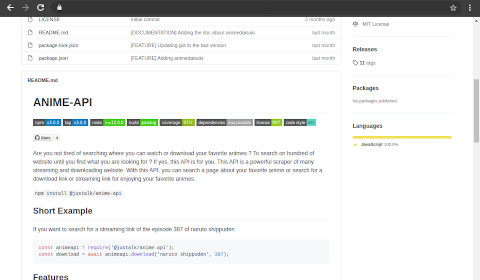 LICENSE
Initial commit
2 months ago
README.md
[DOCUMENTATION] Adding the doc about animedaisuki
last month
package-lock.json
[FEATURE] Updating got to the last version
last month
package.json
[FEATURE] Adding animedaisuki
last month
MIT License
Releases
11 tags
Packages
No packages published
Languages
JavaScript 100.0%
README.md
ANIME-API
npm v3.0.0 tag v3.0.0 node >=12.0.0 build passing coverage 91% dependencies license MIT code style
Stars 4
Are you not tired of searching where you can watch or download your favorite animes ? To search on hundred of
website until you find what you are looking for ? If yes, this API is for you. This API is a powerful scraper of many
streaming and downloading website. With this API, you can search a page about your favorite anime or search for a
download link or streaming link for enjoying your favorite animes.
npm install @justalk/anime-api
Short Example
If you want to search for a streaming link of the episode 387 of naruto shippuden
const animeapi = require('@justalk/anime-api');
const download = await animeapi.download('naruto shippuden', 387);
Features